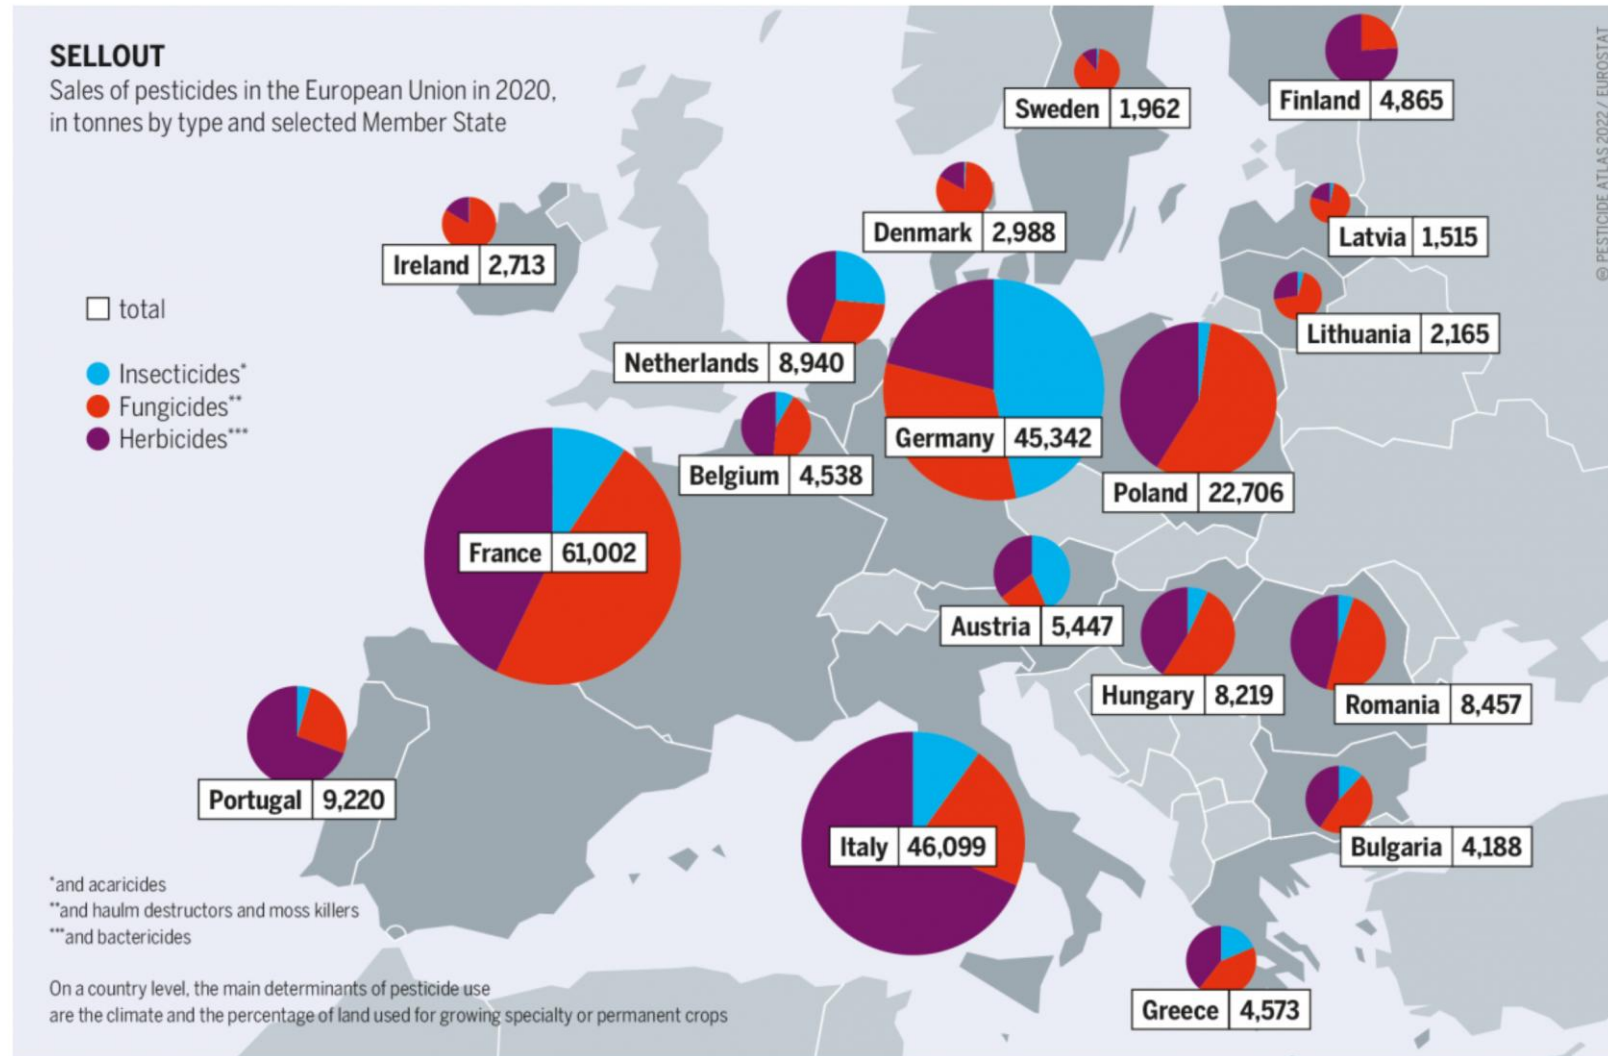 SELLOUT
Sales of pesticides in the European Union in 2020,
in tonnes by type and selected Member State
total
Insecticides*
Fungicides**
Herbicides***
Sweden 1,962
Finland 4,865
Ireland 2,713
Denmark 2,988
Latvia 1,515
Lithuania 2,165
Netherlands 8,940
Germany 45,342
Belgium 4,538
Poland 22,706
France 61,002
Austria 5,447
Hungary 8,219
Romania 8,457
Portugal 9,220
Italy 46,099
Bulgaria 4,188
Greece 4,573
*and acaricides
**and haulm destructors and moss killers
***and bactericides
On a country level, the main determinants of pesticide use
are the climate and the percentage of land used for growing specialty or permanent crops
© PESTICIDE ATLAS 2022 / EUROSTAT